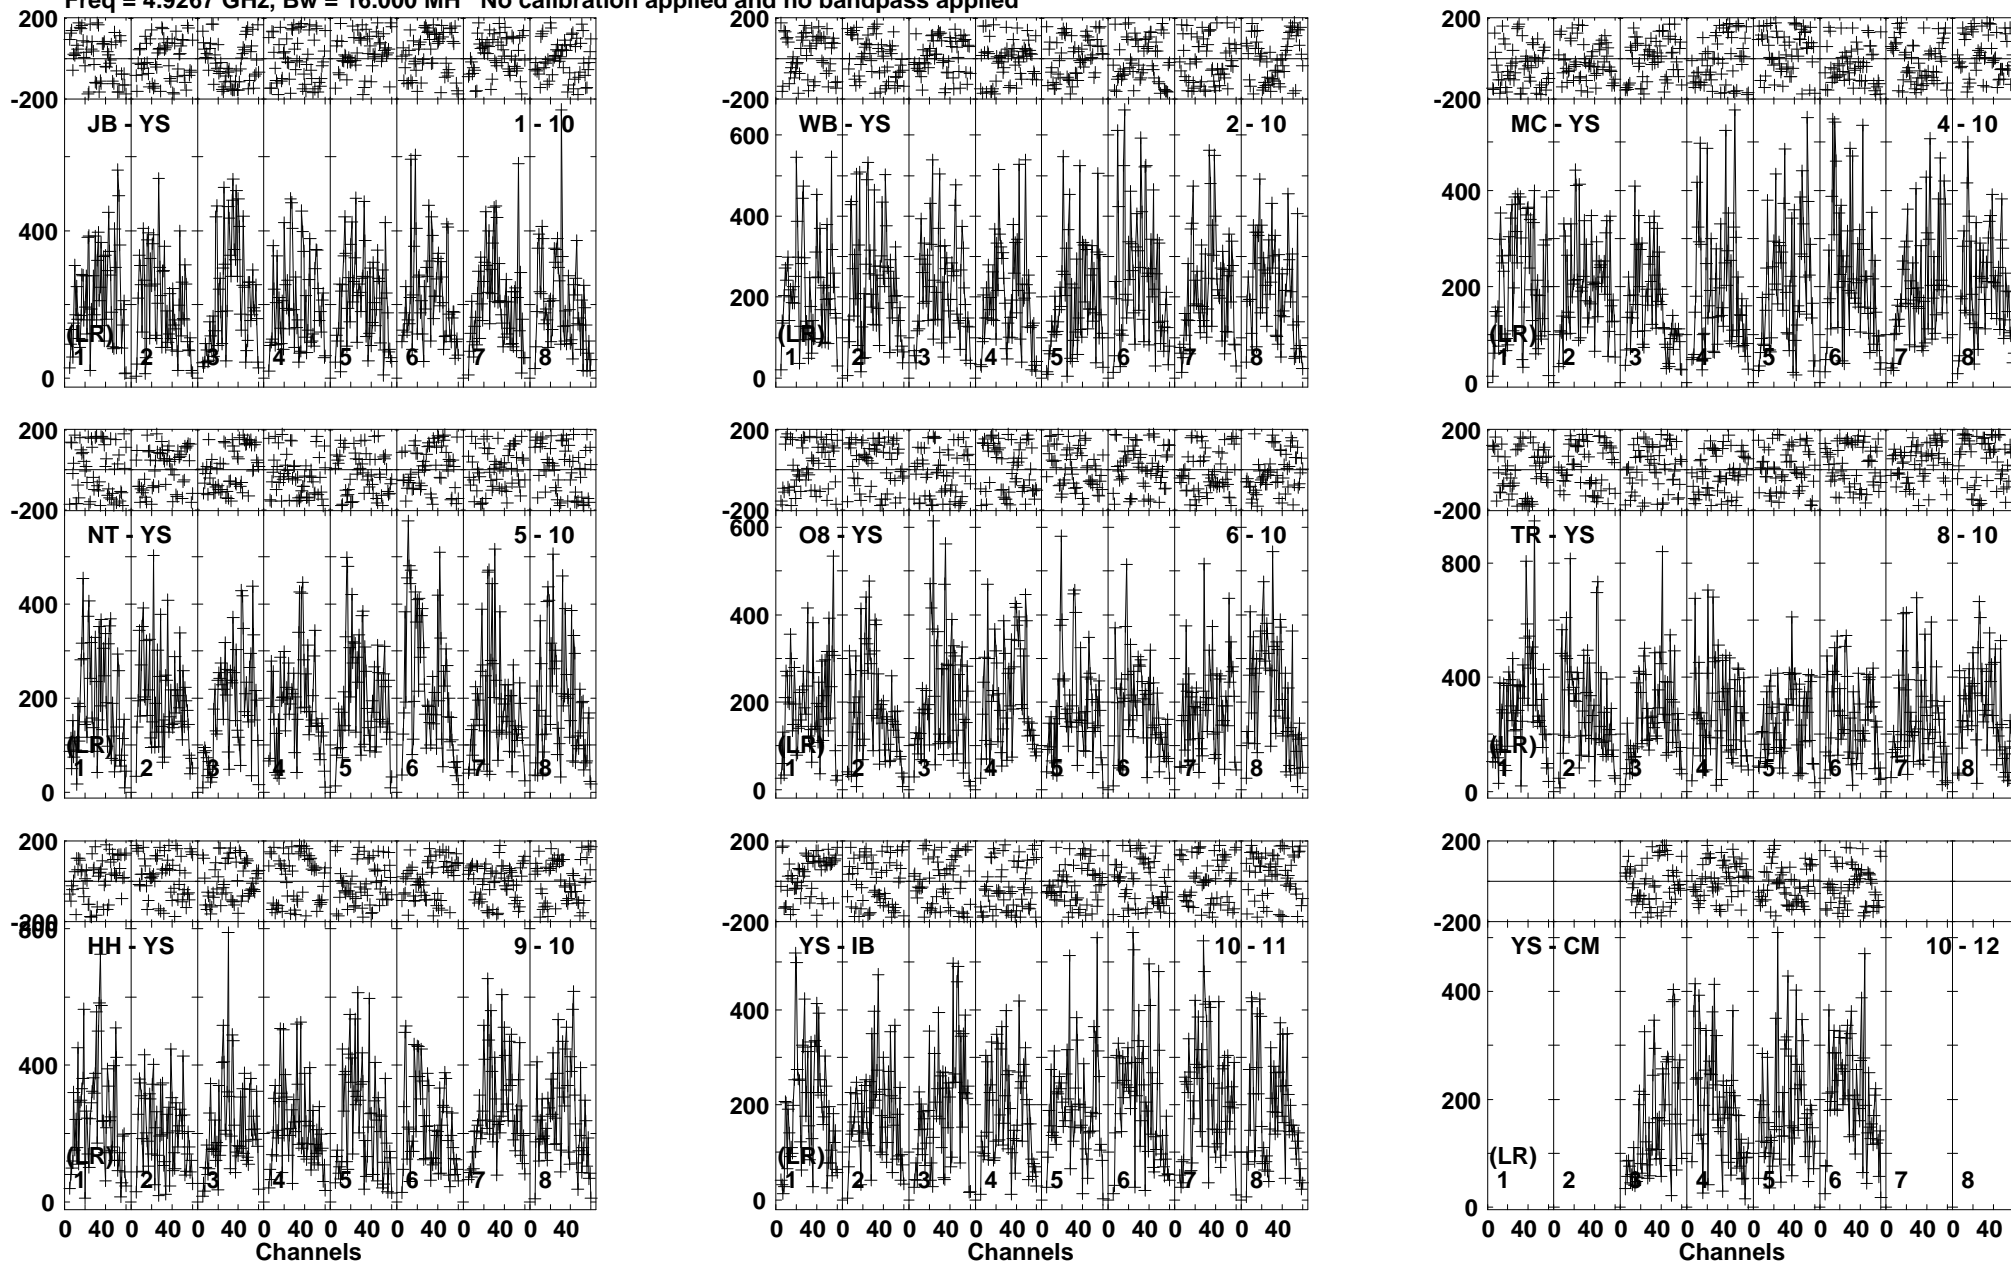 Freq = 4.9267 GHz, Bw = 16.000 MH No calibration applied and no bandpass applied
200 200 200
-200 -200 -200
JB - YS 1 - 10 WB - YS 2 - 10 MC - YS 4 - 10
600
400 400 400
200 200
(LR) (LR) (LR)
1 2 3 4 5 6 7 8 1 2 3 4 5 6 7 8 1 2 3 4 5 6 7 8
0 0 0
200 200 200
-200 -200 -200
NT - YS 5 - 10 O8 - YS 6 - 10 TR - YS 8 - 10
600 800
400 400 400
200 200
(LR) (LR) (LR)
1 2 3 4 5 6 7 8 1 2 3 4 5 6 7 8 1 2 3 4 5 6 7 8
0 0 0
200 200 200
-200 -200 -200
800
HH - YS 9 - 10 YS - IB 10 - 11 YS - CM 10 - 12
400 400 400
200 200
(LR) (LR) (LR)
1 2 3 4 5 6 7 8 1 2 3 4 5 6 7 8 1 2 3 4 5 6 7 8
0 0 0
0 40 0 40 0 40 0 40 0 40 0 40 0 40 0 40 0 40 0 40 0 40 0 40 0 40 0 40 0 40 0 40 0 40 0 40 0 40 0 40 0 40 0 40 0 40 0 40
Channels Channels Channels